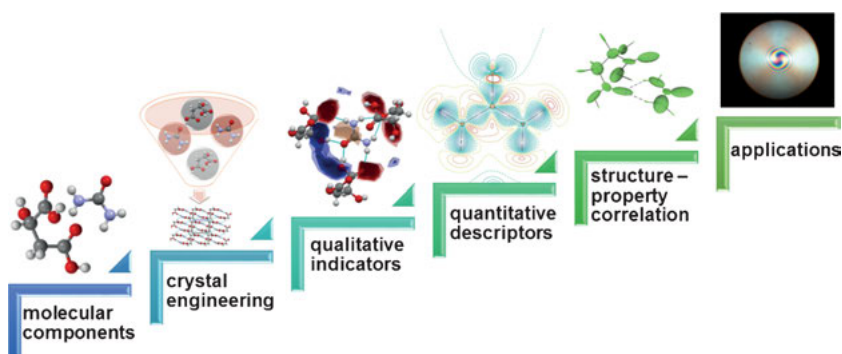 molecular
components
crystal
engineering
qualitative
indicators
quantitative
descriptors
structure –
property
correlation
applications